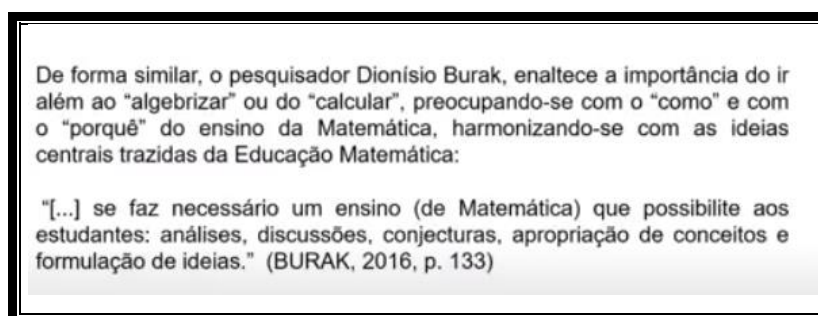 De forma similar, o pesquisador Dionísio Burak, enaltece a importância do ir
além ao “algebrizar” ou do “calcular”, preocupando-se com o “como” e com
o “porquê” do ensino da Matemática, harmonizando-se com as ideias
centrais trazidas da Educação Matemática:
“[...] se faz necessário um ensino (de Matemática) que possibilite aos
estudantes: análises, discussões, conjecturas, apropriação de conceitos e
formulação de ideias.” (BURAK, 2016, p. 133)